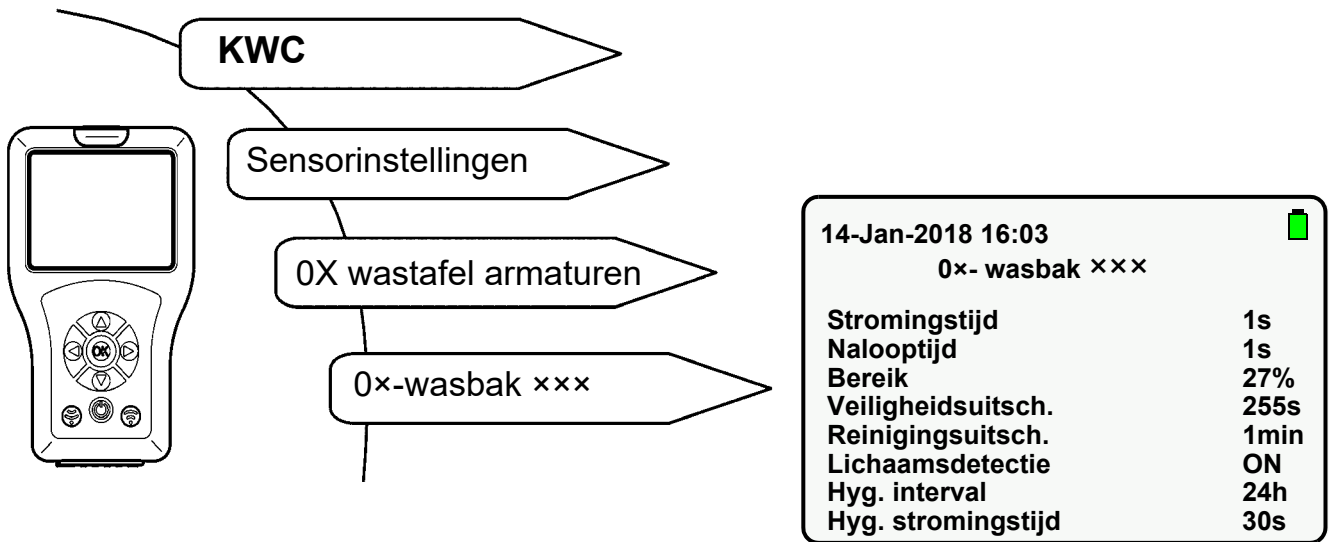 KWC
Sensorinstellingen
0X wastafel armaturen
0×-wasbak ×××
OK
14-Jan-2018 16:03
0×- wasbak ×××
Stromingstijd 1s
Nalooptijd 1s
Bereik 27%
Veiligheidsuitsch. 255s
Reinigingsuitsch. 1min
Lichaamsdetectie ON
Hyg. interval 24h
Hyg. stromingstijd 30s